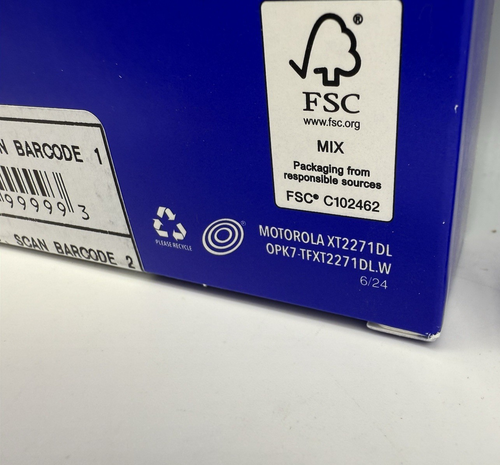 ®
FSC
www.fsc.org
MIX
Packaging from
responsible sources
FSC® C102462
BARCODE 1
99999 3
SCAN BARCODE 2
PLEASE RECYCLE
®
MOTOROLA XT2271DL
OPK7-TFXT2271DL.W
6/24